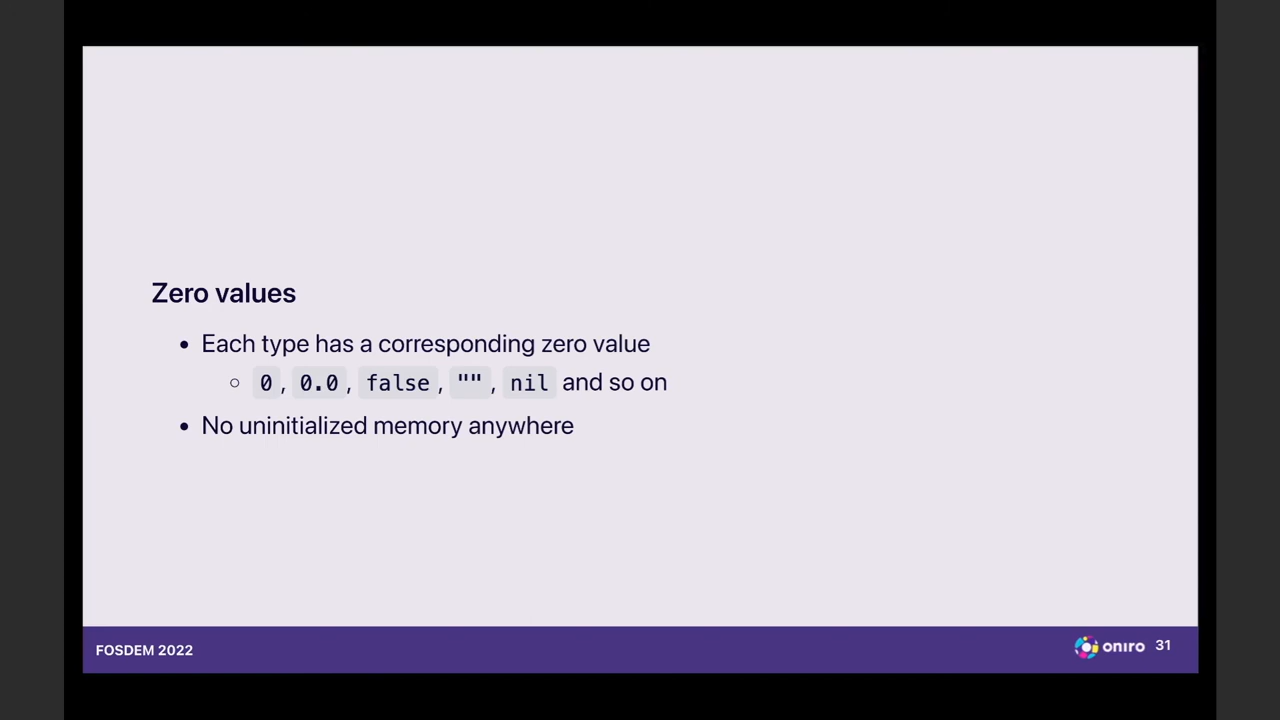 Zero values
• Each type has a corresponding zero value
◦ 0, 0.0, false, "", nil and so on
• No uninitialized memory anywhere
FOSDEM 2022
oniro 31